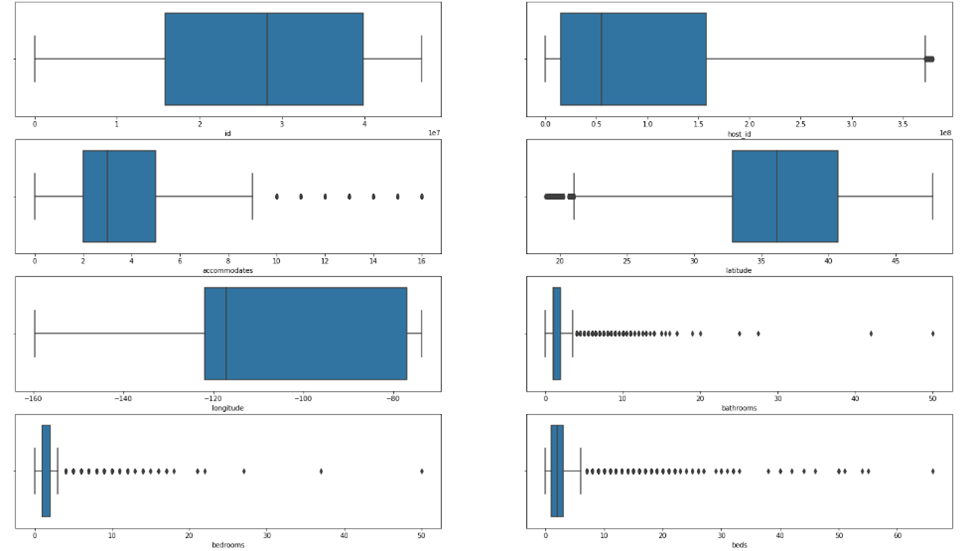 0 1 2 3 4
1e7
id
0.0 0.5 1.0 1.5 2.0 2.5 3.0 3.5
1e8
host_id
0 2 4 6 8 10 12 14 16
accommodates
20 25 30 35 40 45
latitude
−160 −140 −120 −100 −80
longitude
0 10 20 30 40 50
bathrooms
0 10 20 30 40 50
bedrooms
0 10 20 30 40 50 60
beds